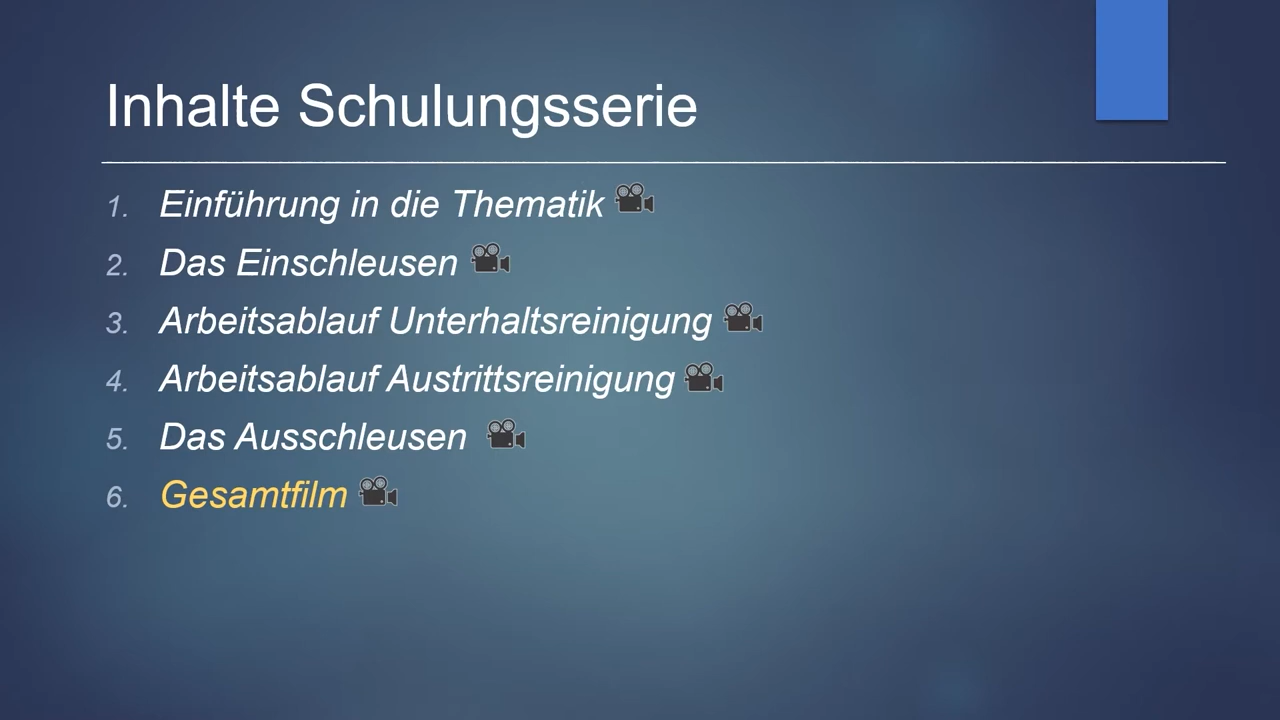 Inhalte Schulungsserie
1. Einführung in die Thematik
2. Das Einschleusen
3. Arbeitsablauf Unterhaltsreinigung
4. Arbeitsablauf Austrittsreinigung
5. Das Ausschleusen
6. Gesamtfilm